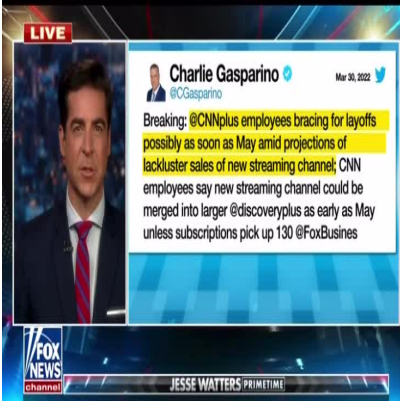 LIVE
Charlie Gasparino
@CGasparino
Mar 30, 2022
Breaking: @CNNplus employees bracing for layoffs
possibly as soon as May amid projections of
lackluster sales of new streaming channel; CNN
employees say new streaming channel could be
merged into larger @discoveryplus as early as May
unless subscriptions pick up 130 @FoxBusines
FOX
NEWS
channel
JESSE WATTERS PRIMETIME